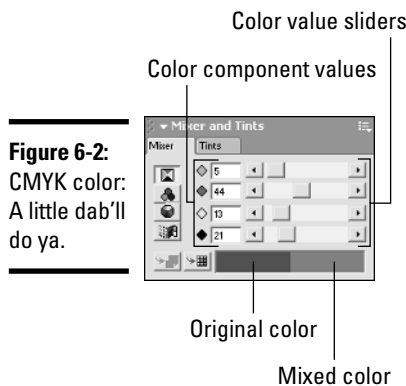 Color value sliders
Color component values
Figure 6-2:
CMYK color:
A little dab'll
do ya.
Mixer and Tints
Mixer Tints
5
44
13
21
Original color
Mixed color